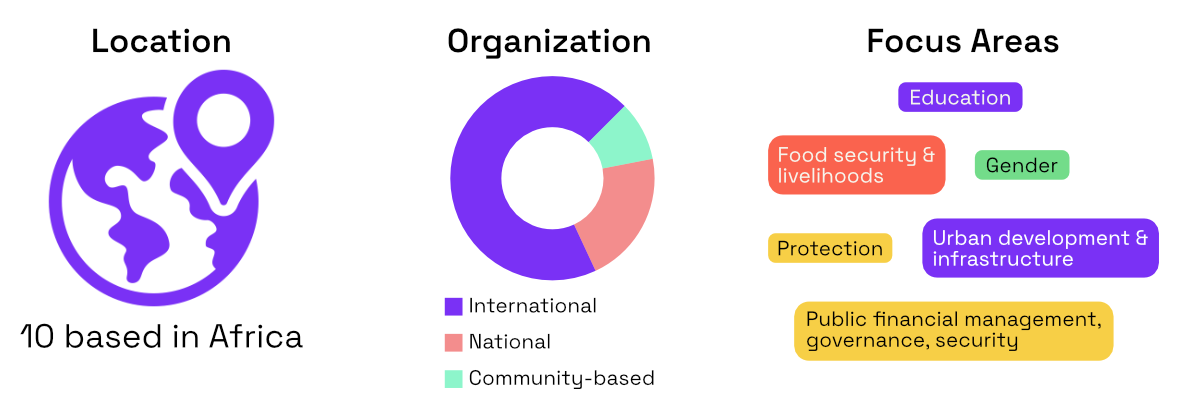 Location
10 based in Africa
Organization
International
National
Community-based
Focus Areas
Education
Food security &
livelihoods
Gender
Protection
Urban development &
infrastructure
Public financial management,
governance, security